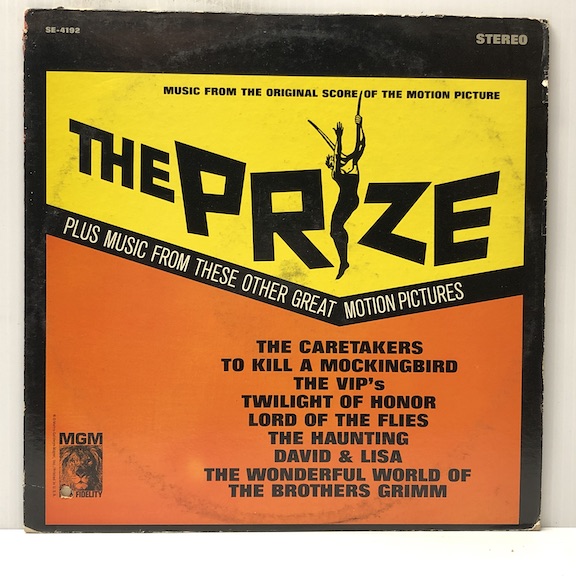 SE-4192
STEREO
MUSIC FROM THE ORIGINAL SCORE OF THE MOTION PICTURE
THE PRIZE
PLUS MUSIC FROM THESE OTHER GREAT MOTION PICTURES
THE CARETAKERS
TO KILL A MOCKINGBIRD
THE VIP's
TWILIGHT OF HONOR
LORD OF THE FLIES
THE HAUNTING
DAVID & LISA
THE WONDERFUL WORLD OF
THE BROTHERS GRIMM
MGM
FIDELITY